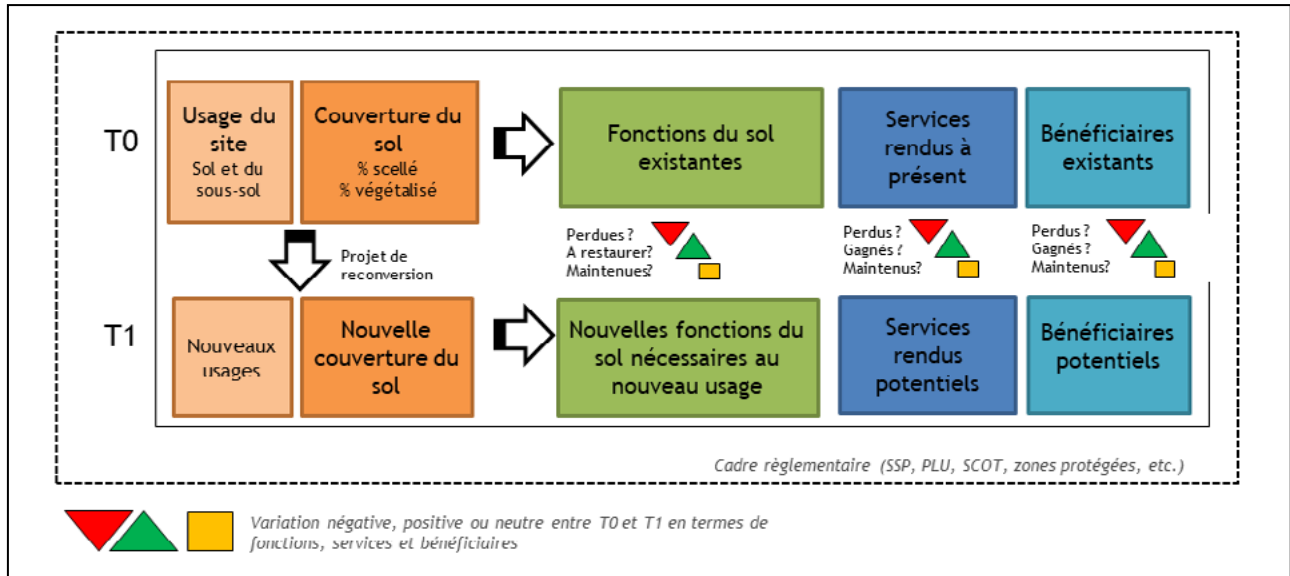 T0
Usage du
site
Sol et du
sous-sol
Couverture du
sol
% scellé
% végétalisé
Fonctions du sol
existantes
Services
rendus à
présent
Bénéficiaires
existants
Projet de
reconversion
Perdues ?
A restaurer?
Maintenues?
Perdus ?
Gagnés ?
Maintenus?
Perdus ?
Gagnés ?
Maintenus?
T1
Nouveaux
usages
Nouvelle
couverture du
sol
Nouvelles fonctions du
sol nécessaires au
nouveau usage
Services
rendus
potentiels
Bénéficiaires
potentiels
Cadre règlementaire (SSP, PLU, SCOT, zones protégées, etc.)
Variation négative, positive ou neutre entre T0 et T1 en termes de
fonctions, services et bénéficiaires